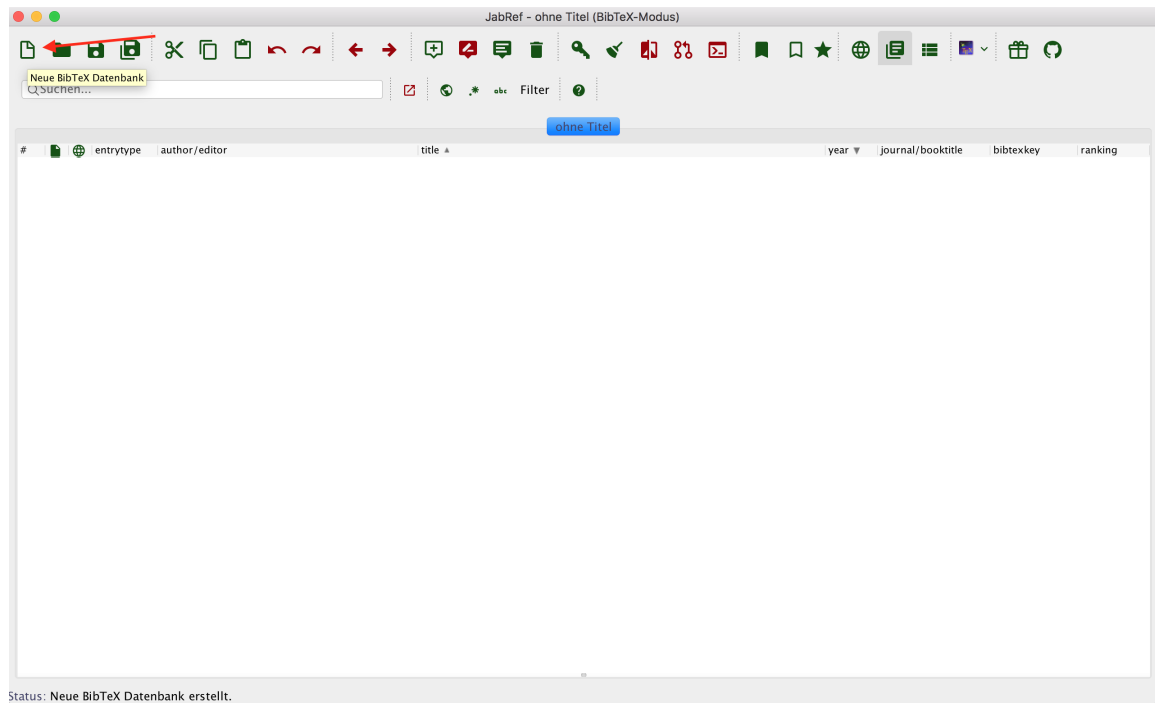 JabRef - ohne Titel (BibTeX-Modus)
Neue BibTeX Datenbank
Suchen...
abc
Filter
ohne Titel
# entrytype author/editor title year journal/booktitle bibtexkey ranking
Status: Neue BibTeX Datenbank erstellt.